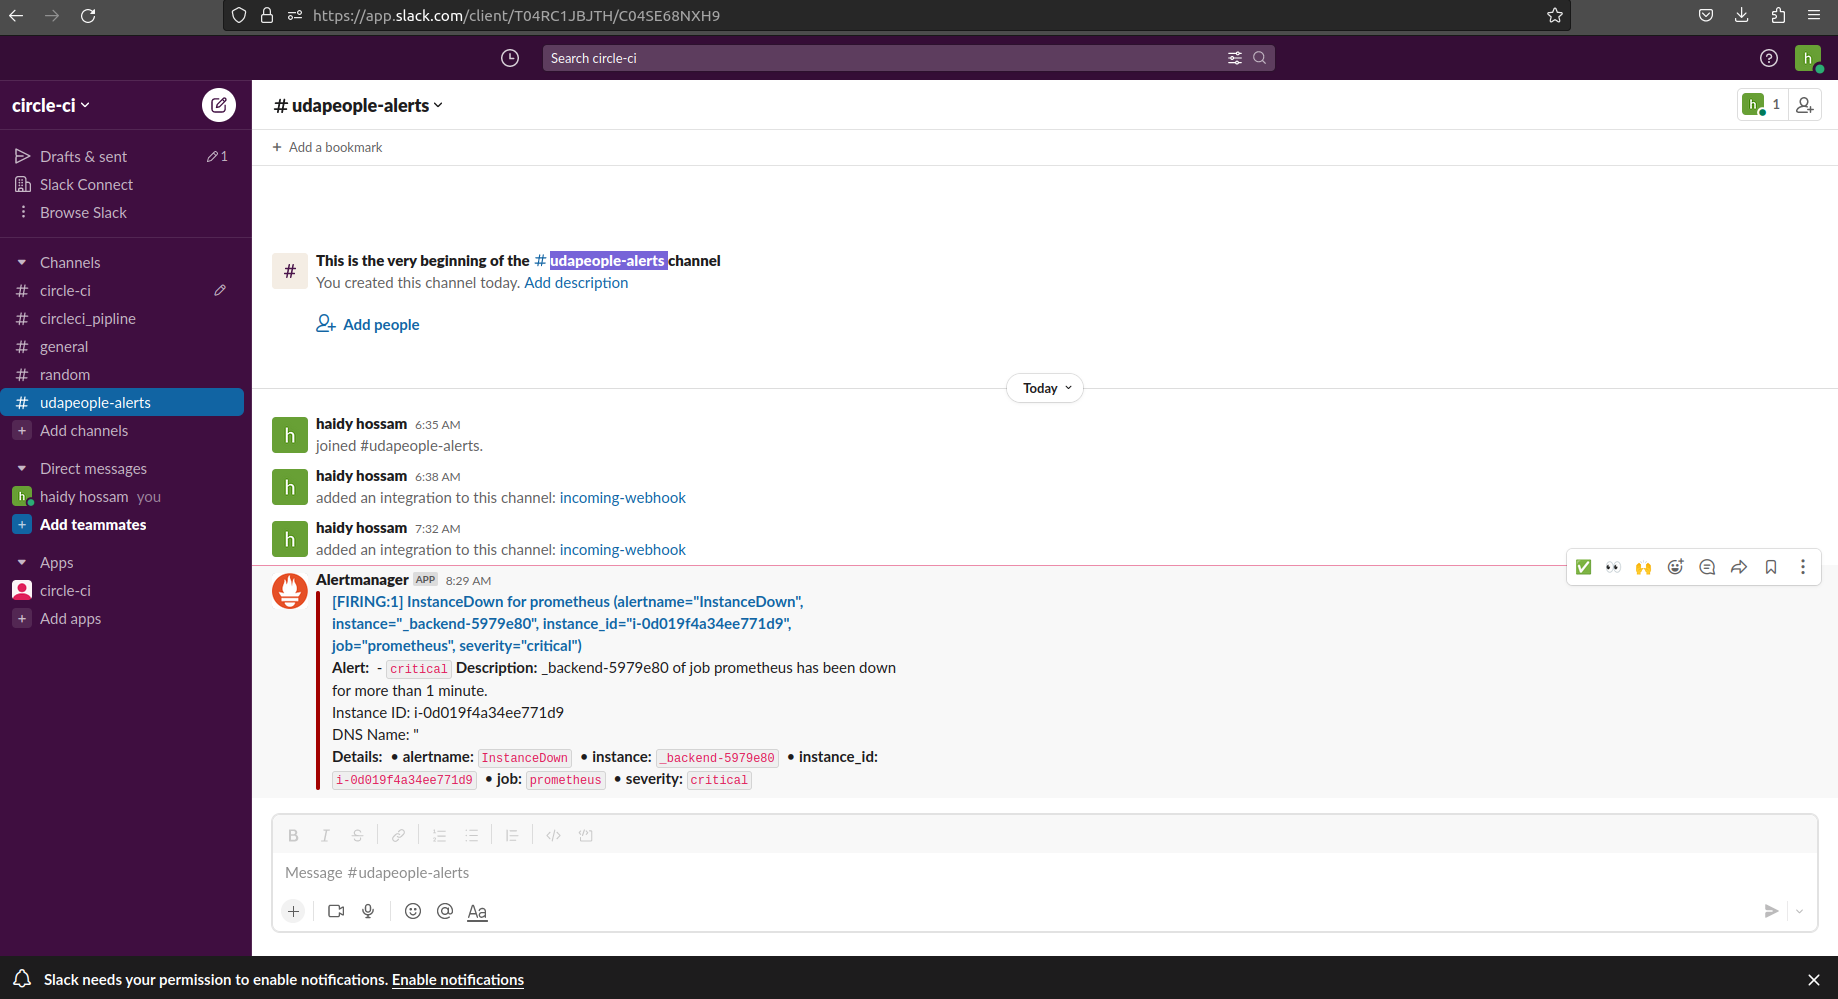 https://app.slack.com/client/T04RC1JBJTH/C04SE68NXH9
Search circle-ci
h
circle-ci
Drafts & sent
1
Slack Connect
Browse Slack
Channels
# circle-ci
# circleci_pipline
# general
# random
# udapeople-alerts
+ Add channels
Direct messages
h haidy hossam you
+ Add teammates
Apps
circle-ci
+ Add apps
# udapeople-alerts
h 1
+ Add a bookmark
# This is the very beginning of the # udapeople-alerts channel
You created this channel today. Add description
Add people
Today
h haidy hossam 6:35 AM
joined #udapeople-alerts.
h haidy hossam 6:38 AM
added an integration to this channel: incoming-webhook
h haidy hossam 7:32 AM
added an integration to this channel: incoming-webhook
Alertmanager APP 8:29 AM
[FIRING:1] InstanceDown for prometheus (alertname="InstanceDown",
instance="_backend-5979e80", instance_id="i-0d019f4a34ee771d9",
job="prometheus", severity="critical")
Alert: - critical Description: _backend-5979e80 of job prometheus has been down
for more than 1 minute.
Instance ID: i-0d019f4a34ee771d9
DNS Name: "
Details: • alertname: InstanceDown • instance: _backend-5979e80 • instance_id:
i-0d019f4a34ee771d9 • job: prometheus • severity: critical
B I S
Message #udapeople-alerts
+ @ Aa
Slack needs your permission to enable notifications. Enable notifications